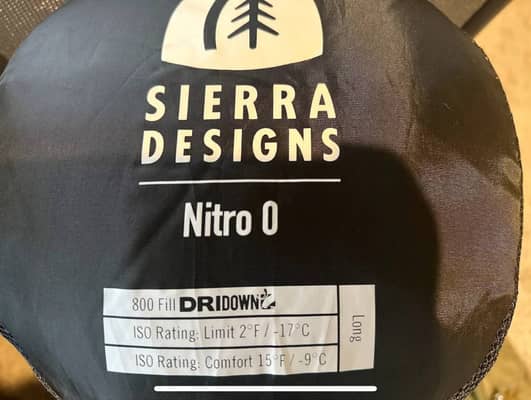 SIERRA
DESIGNS
Nitro 0
800 Fill DRIDOWN
ISO Rating: Limit 2°F / -17°C
ISO Rating: Comfort 15°F / -9°C
Long